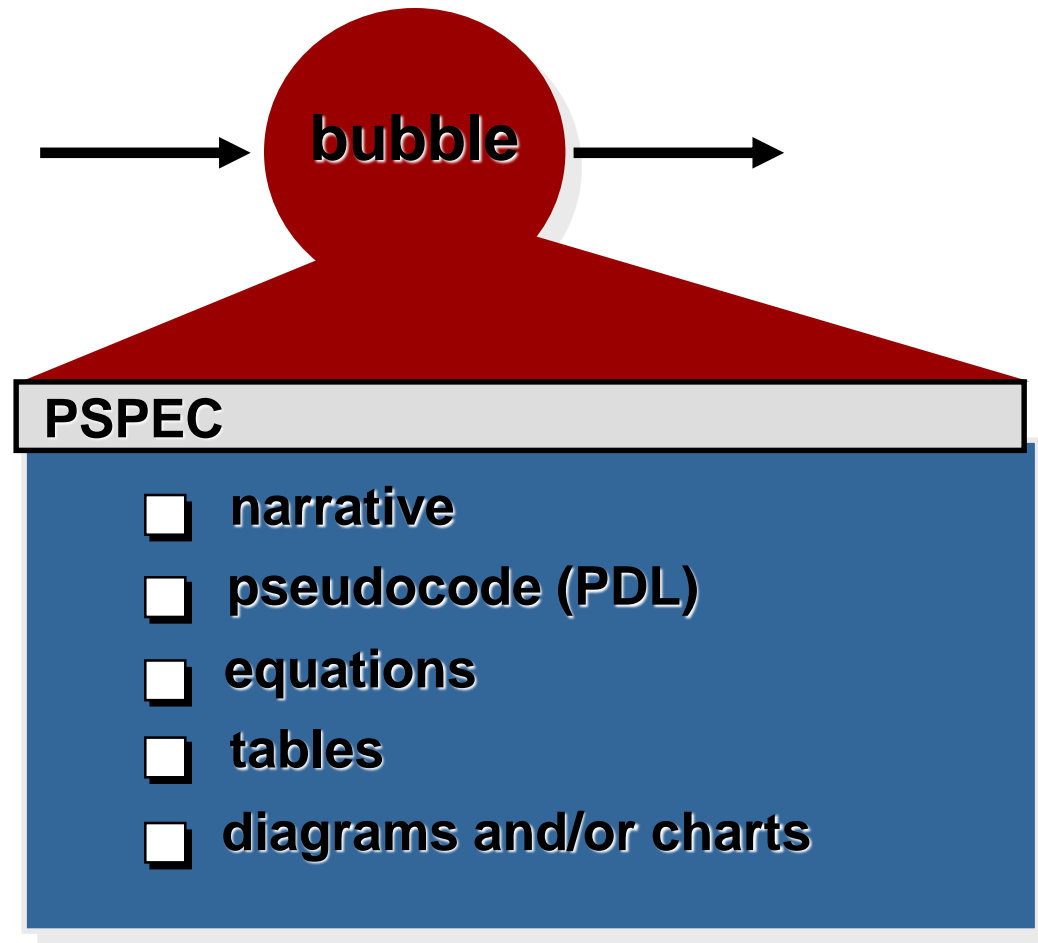 bubble
PSPEC
narrative
pseudocode (PDL)
equations
tables
diagrams and/or charts